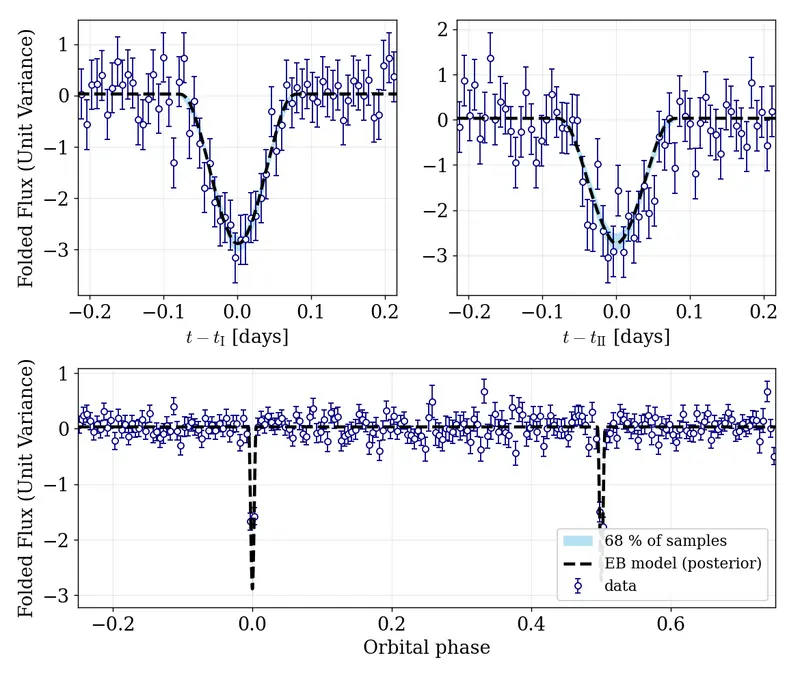 Folded Flux (Unit Variance)
1
0
−1
−2
−3
−0.2 −0.1 0.0 0.1 0.2
t − tI [days]
2
1
0
−1
−2
−3
−0.2 −0.1 0.0 0.1 0.2
t − tII [days]
Folded Flux (Unit Variance)
1
0
−1
−2
−3
68 % of samples
EB model (posterior)
data
−0.2 0.0 0.2 0.4 0.6
Orbital phase